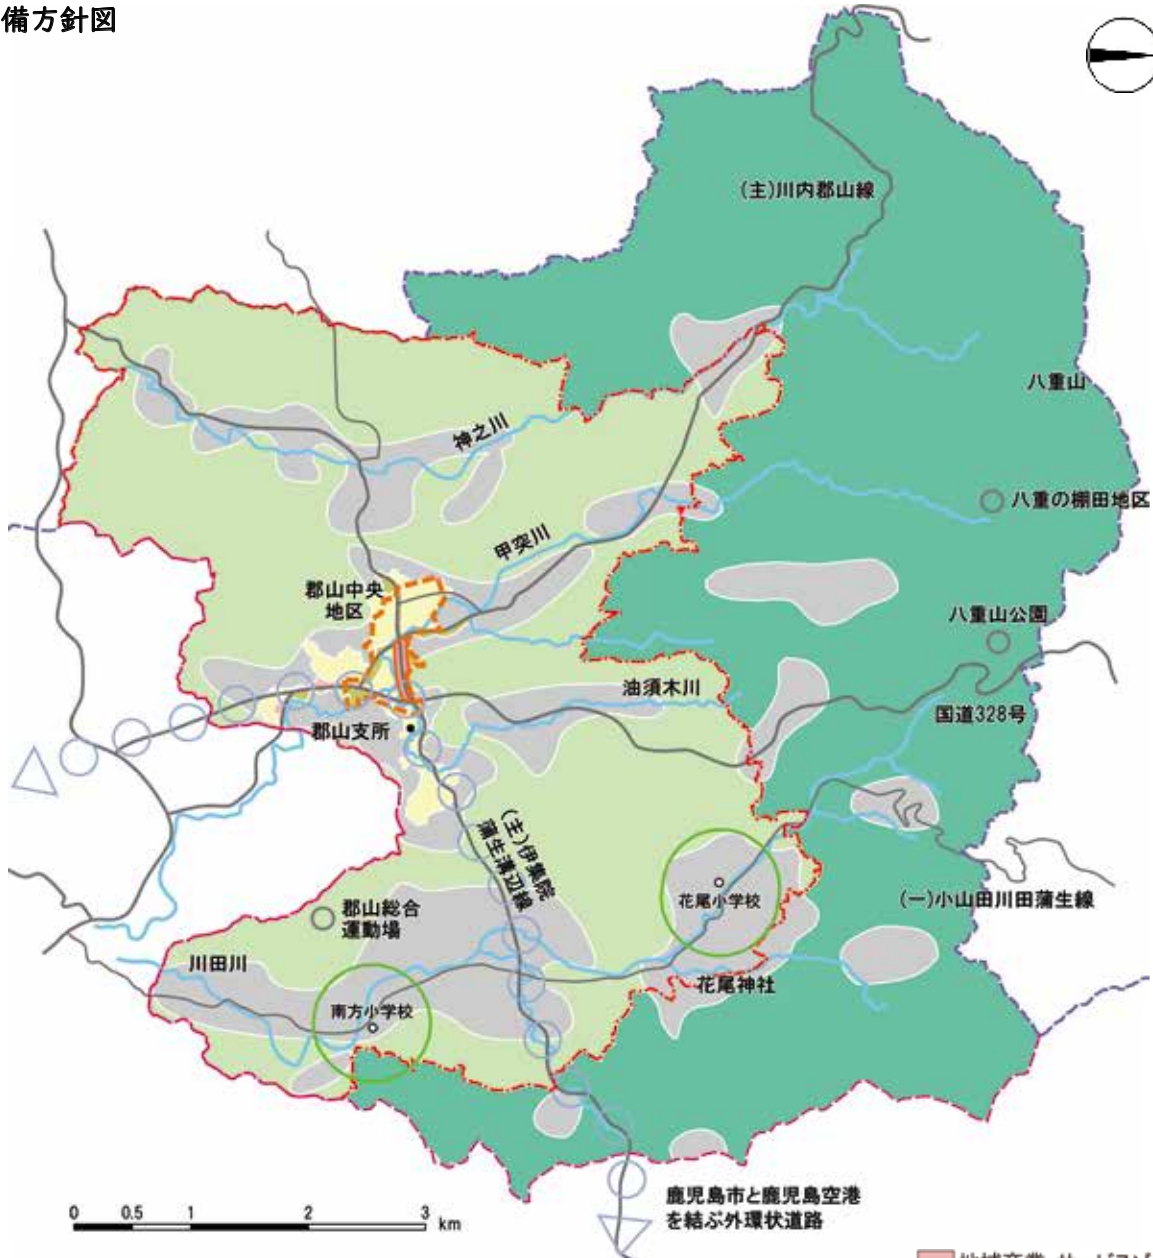 備方針図
(主)川内郡山線
八重山
八重の棚田地区
神之川
甲突川
郡山中央
地区
八重山公園
油須木川
国道328号
郡山支所
(主)伊集院
蒲生溝辺線
花尾小学校
(一)小山田川田蒲生線
郡山総合
運動場
川田川
花尾神社
南方小学校
鹿児島市と鹿児島空港
を結ぶ外環状道路
0 0.5 1 2 3 km